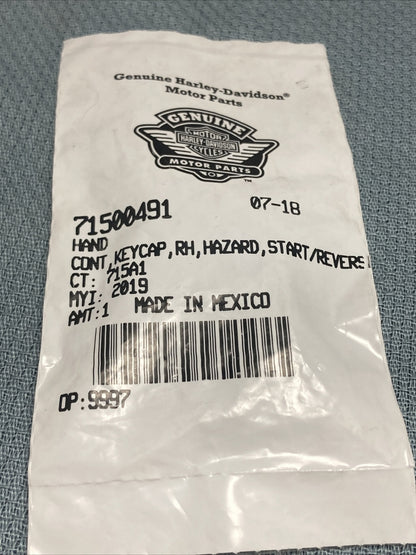 Genuine Harley-Davidson®
Motor Parts
GENUINE
MOTOR
HARLEY-DAVIDSON
CYCLES
MOTOR PARTS
71500491
07-18
HAND
CONT,KEYCAP,RH,HAZARD,START/REVERS
CT: 715A1
MYI: 2019
AMT:1 MADE IN MEXICO
OP:9997